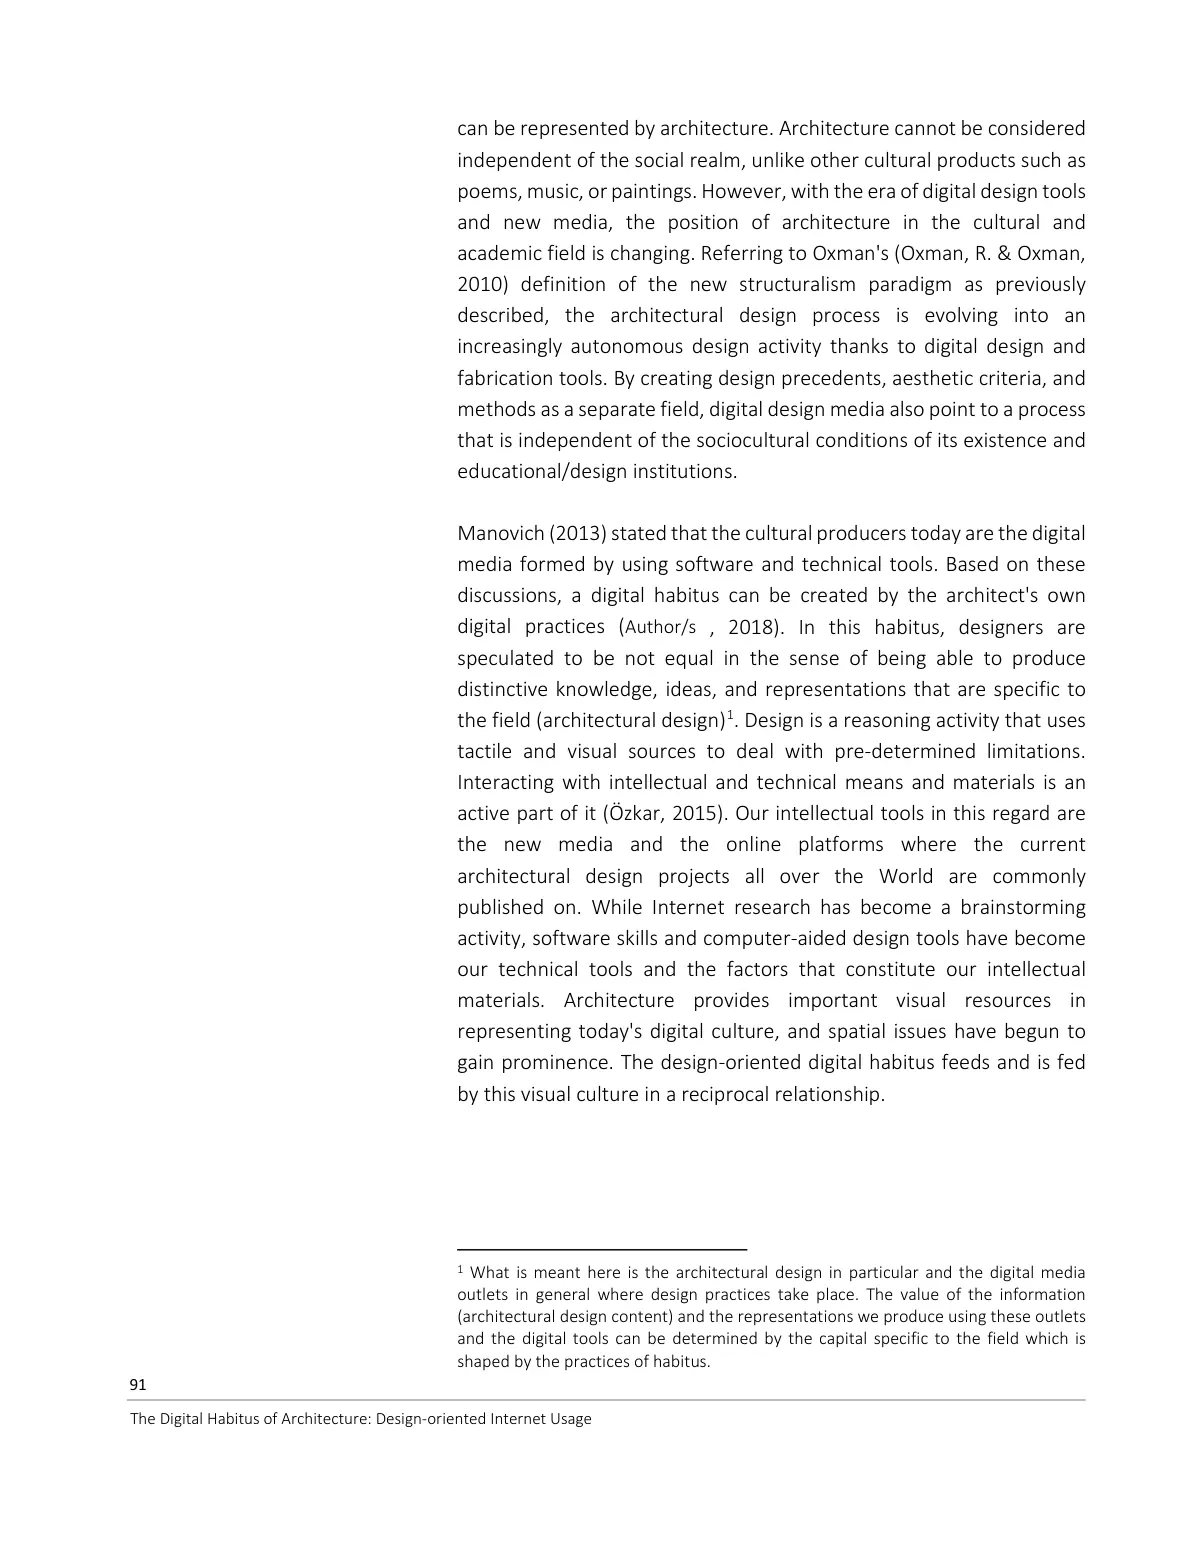 can be represented by architecture. Architecture cannot be considered
independent of the social realm, unlike other cultural products such as
poems, music, or paintings. However, with the era of digital design tools
and new media, the position of architecture in the cultural and
academic field is changing. Referring to Oxman's (Oxman, R. & Oxman,
2010) definition of the new structuralism paradigm as previously
described, the architectural design process is evolving into an
increasingly autonomous design activity thanks to digital design and
fabrication tools. By creating design precedents, aesthetic criteria, and
methods as a separate field, digital design media also point to a process
that is independent of the sociocultural conditions of its existence and
educational/design institutions.
Manovich (2013) stated that the cultural producers today are the digital
media formed by using software and technical tools. Based on these
discussions, a digital habitus can be created by the architect's own
digital practices (Author/s , 2018). In this habitus, designers are
speculated to be not equal in the sense of being able to produce
distinctive knowledge, ideas, and representations that are specific to
the field (architectural design)1. Design is a reasoning activity that uses
tactile and visual sources to deal with pre-determined limitations.
Interacting with intellectual and technical means and materials is an
active part of it (Özkar, 2015). Our intellectual tools in this regard are
the new media and the online platforms where the current
architectural design projects all over the World are commonly
published on. While Internet research has become a brainstorming
activity, software skills and computer-aided design tools have become
our technical tools and the factors that constitute our intellectual
materials. Architecture provides important visual resources in
representing today's digital culture, and spatial issues have begun to
gain prominence. The design-oriented digital habitus feeds and is fed
by this visual culture in a reciprocal relationship.
1 What is meant here is the architectural design in particular and the digital media
outlets in general where design practices take place. The value of the information
(architectural design content) and the representations we produce using these outlets
and the digital tools can be determined by the capital specific to the field which is
shaped by the practices of habitus.
91
The Digital Habitus of Architecture: Design-oriented Internet Usage